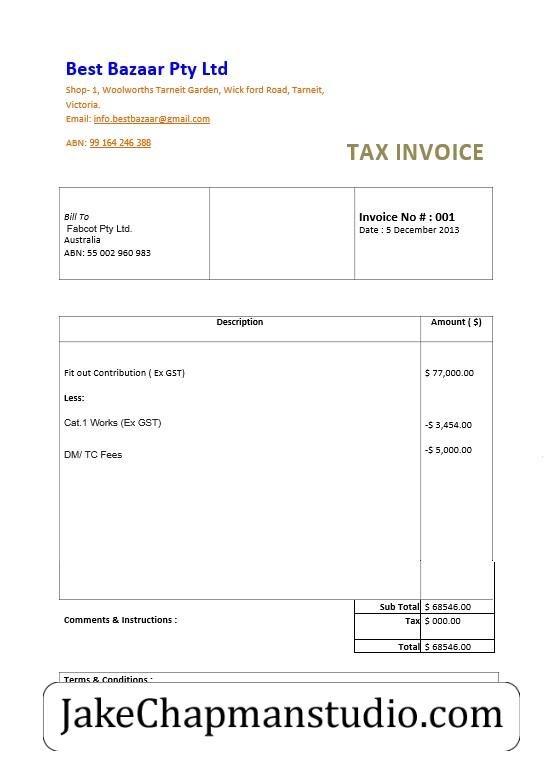 Best Bazaar Pty Ltd
Shop- 1, Woolworths Tarneit Garden, Wick ford Road, Tarneit,
Victoria.
Email: info.bestbazaar@gmail.com
ABN: 99 164 246 388
TAX INVOICE
Bill To
Fabcot Pty Ltd.
Australia
ABN: 55 002 960 983
Invoice No # : 001
Date : 5 December 2013
Description Amount ( $)
Fit out Contribution ( Ex GST) $ 77,000.00
Less:
Cat.1 Works (Ex GST) -$ 3,454.00
DM/ TC Fees -$ 5,000.00
Sub Total $ 68546.00
Comments & Instructions : Tax $ 000.00
Total $ 68546.00
Terms & Conditions :
JakeChapmanstudio.com